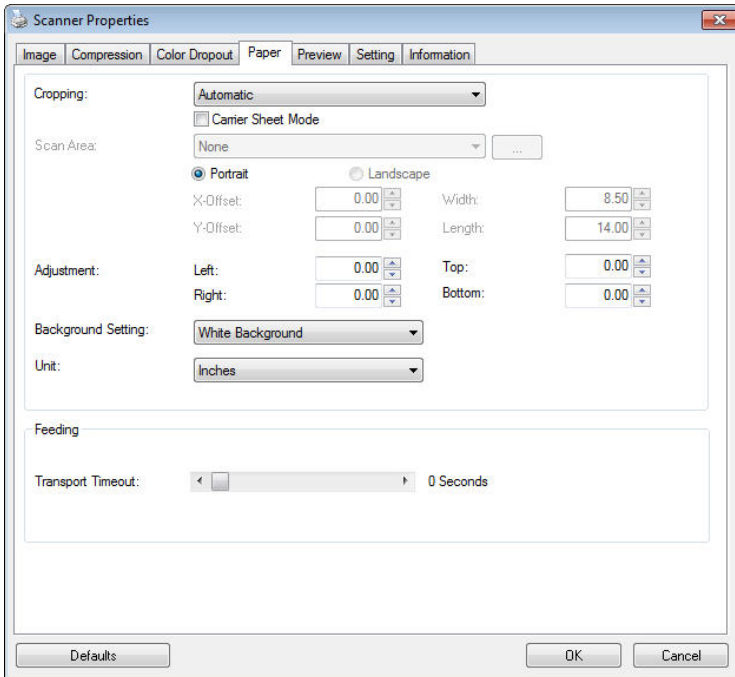 Scanner Properties
Image Compression Color Dropout Paper Preview Setting Information
Cropping: Automatic
Carrier Sheet Mode
Scan Area: None ...
Portrait Landscape
X-Offset: 0.00 Width: 8.50
Y-Offset: 0.00 Length: 14.00
Adjustment: Left: 0.00 Top: 0.00
Right: 0.00 Bottom: 0.00
Background Setting: White Background
Unit: Inches
Feeding
Transport Timeout: 0 Seconds
Defaults OK Cancel